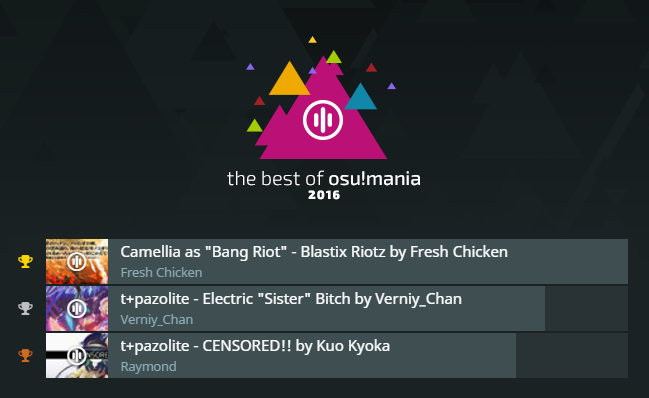 the best of osu!mania
2016
Camellia as "Bang Riot" - Blastix Riotz by Fresh Chicken
Fresh Chicken
t+pazolite - Electric "Sister" Bitch by Verniy_Chan
Verniy_Chan
t+pazolite - CENSORED!! by Kuo Kyoka
Raymond